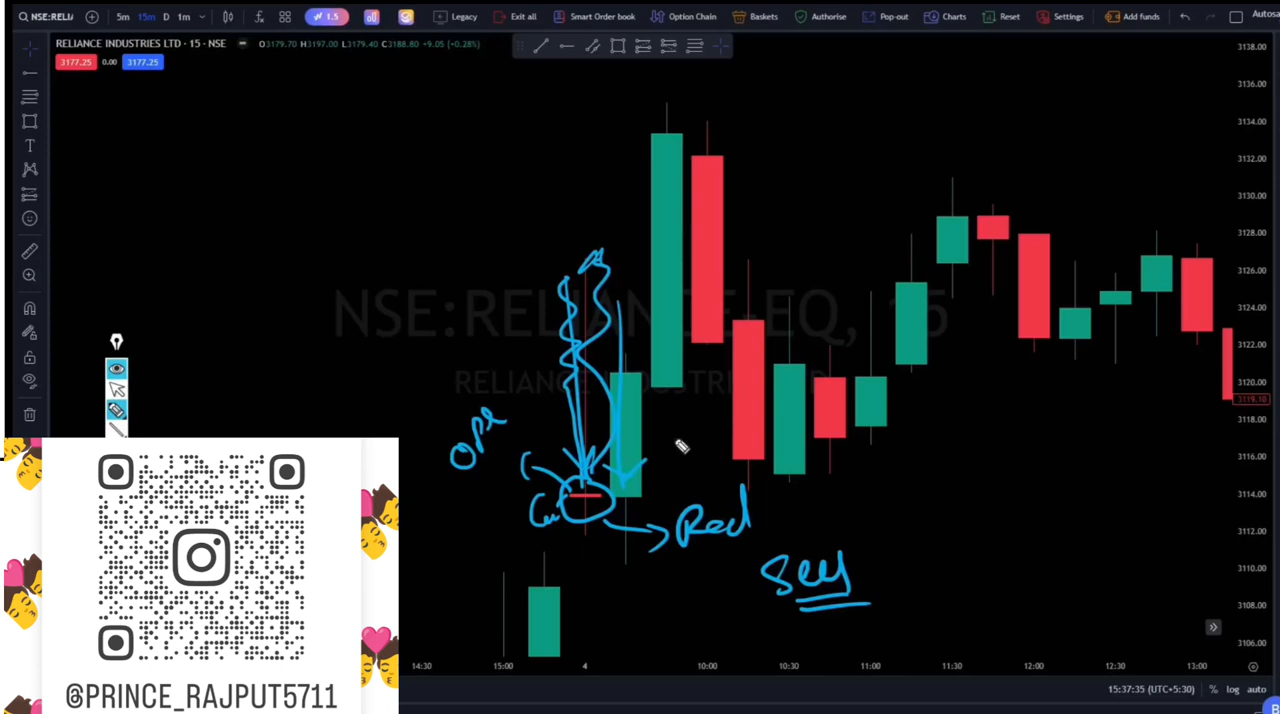 NSE:RELI
5m 15m D 1m
1.5
Legacy
Exit all
Smart Order book
Option Chain
Baskets
Authorise
Pop-out
Charts
Reset
Settings
Add funds
Autosa
RELIANCE INDUSTRIES LTD · 15 · NSE
O3179.70 H3197.00 L3179.40 C3188.80 +9.05 (+0.28%)
3177.25 0.00 3177.25
3138.00
3136.00
3134.00
3132.00
3130.00
3128.00
3126.00
3124.00
3122.00
3120.00
3119.10
3118.00
3116.00
3114.00
3112.00
3110.00
3108.00
3106.00
NSE:RELIANCE-EQ, 15
RELIANCE INDUSTRIES LTD
Red
14:30 15:00 4 10:00 10:30 11:00 11:30 12:00 12:30 13:00
15:37:35 (UTC+5:30) % log auto
@PRINCE_RAJPUT5711